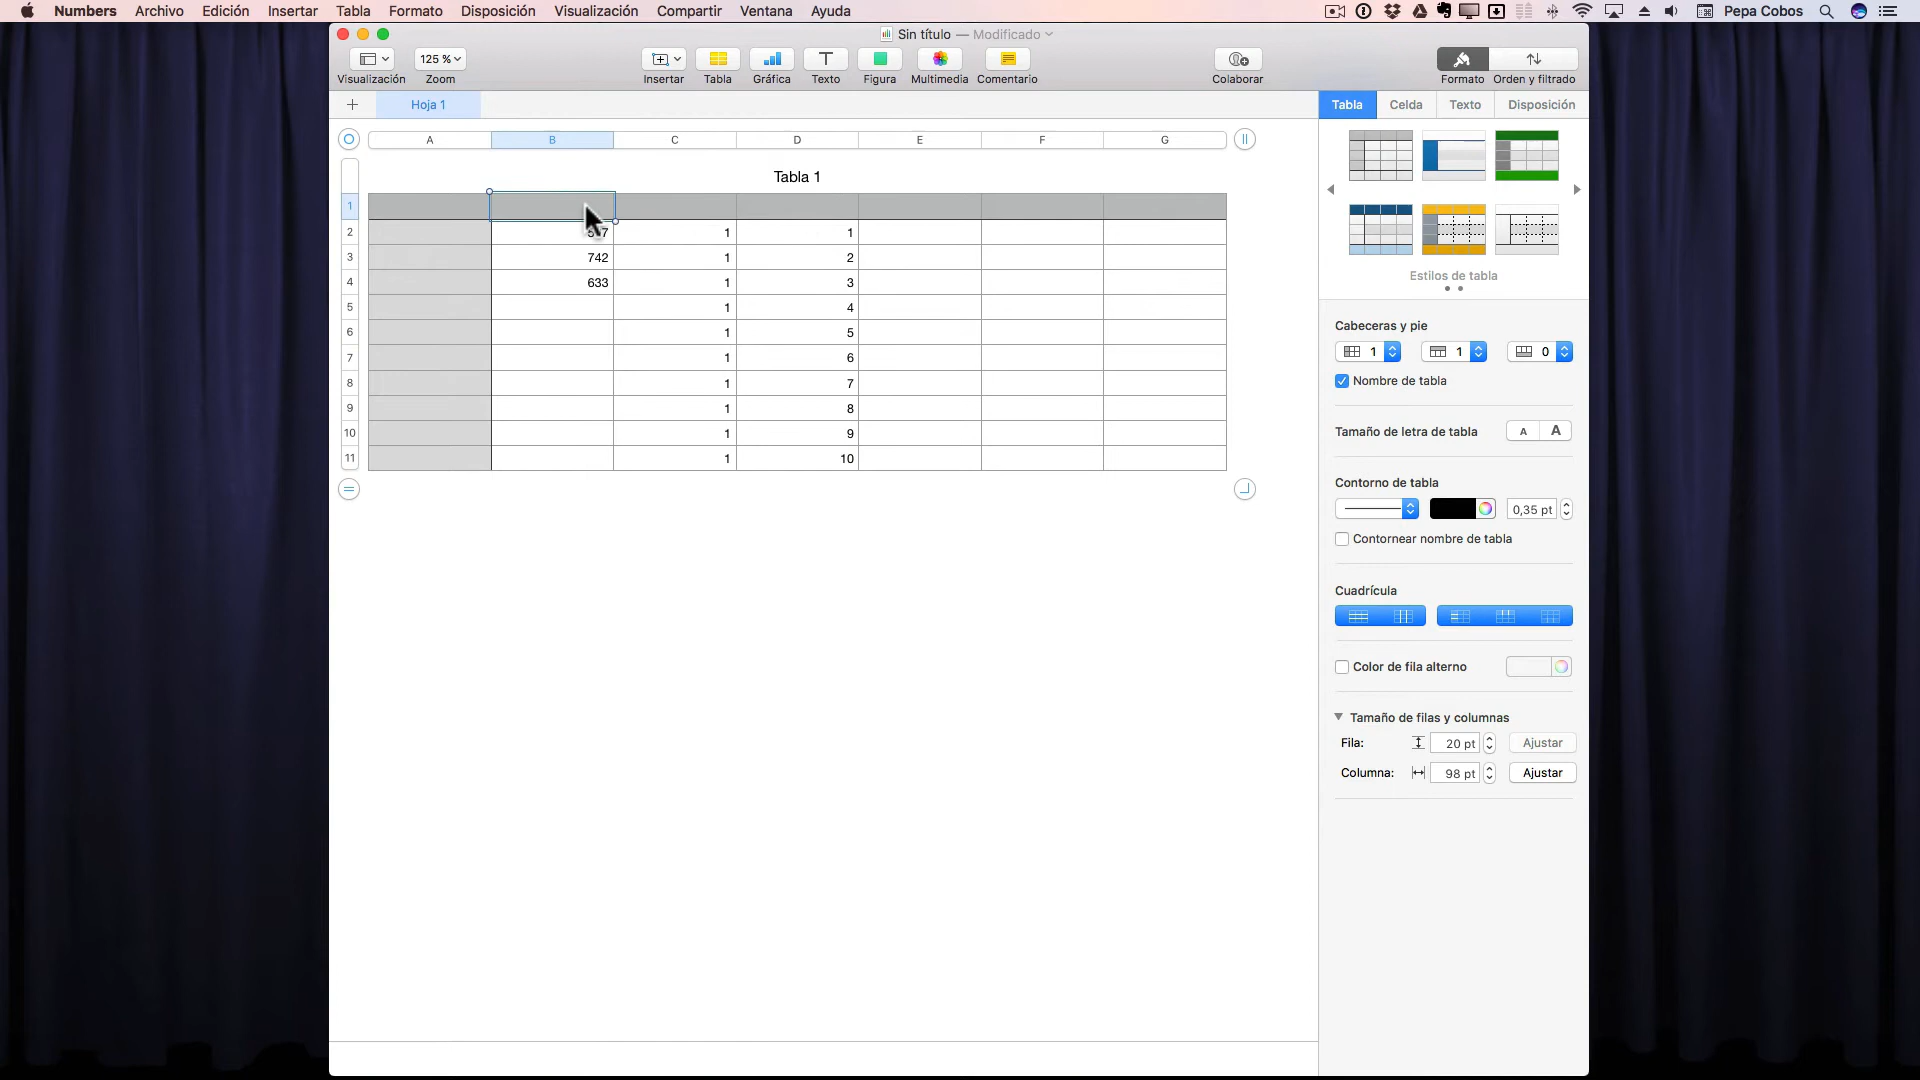 Numbers Archivo Edición Insertar Tabla Formato Disposición Visualización Compartir Ventana Ayuda Pepa Cobos
Sin título — Modificado
125 %
Visualización Zoom Insertar Tabla Gráfica Texto Figura Multimedia Comentario Colaborar Formato Orden y filtrado
Hoja 1
Tabla Celda Texto Disposición
A B C D E F G
Tabla 1
1
2 1 1
3 742 1 2
4 633 1 3
5 1 4
6 1 5
7 1 6
8 1 7
9 1 8
10 1 9
11 1 10
Estilos de tabla
Cabeceras y pie
1 1 0
Nombre de tabla
Tamaño de letra de tabla A A
Contorno de tabla
0,35 pt
Contornear nombre de tabla
Cuadrícula
Color de fila alterno
Tamaño de filas y columnas
Fila: 20 pt Ajustar
Columna: 98 pt Ajustar